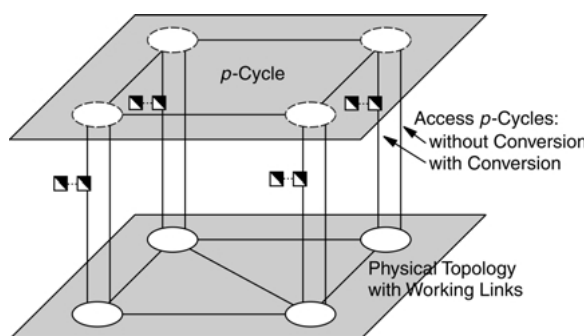 p-Cycle
Access p-Cycles:
without Conversion
with Conversion
Physical Topology
with Working Links